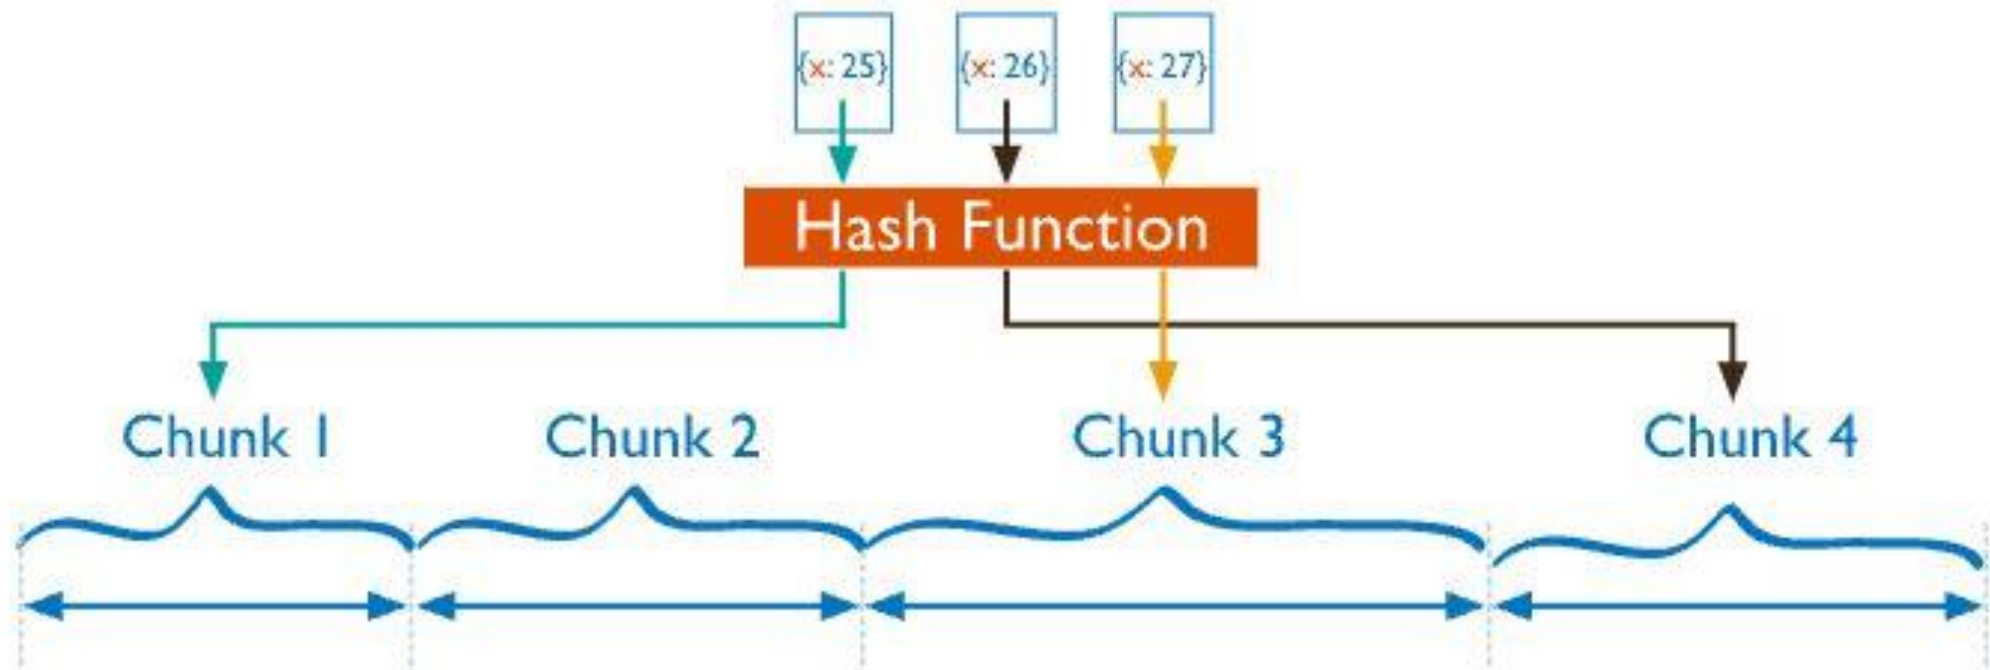 {x: 25} {x: 26} {x: 27}
Hash Function
Chunk 1 Chunk 2 Chunk 3 Chunk 4